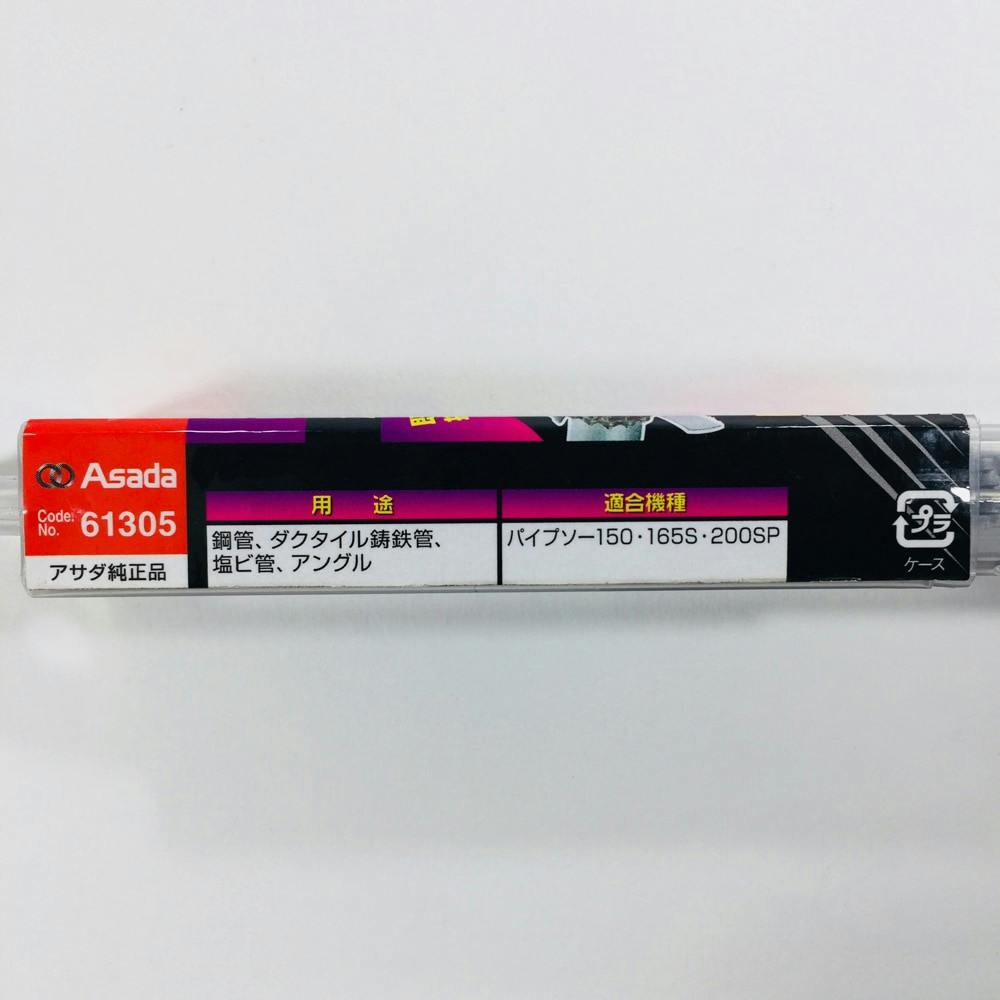 Asada
Code. No. 61305
アサダ純正品
用 途
鋼管、ダクタイル鋳鉄管、
塩ビ管、アングル
適合機種
パイプソー150・165S・200SP
プラ
ケース